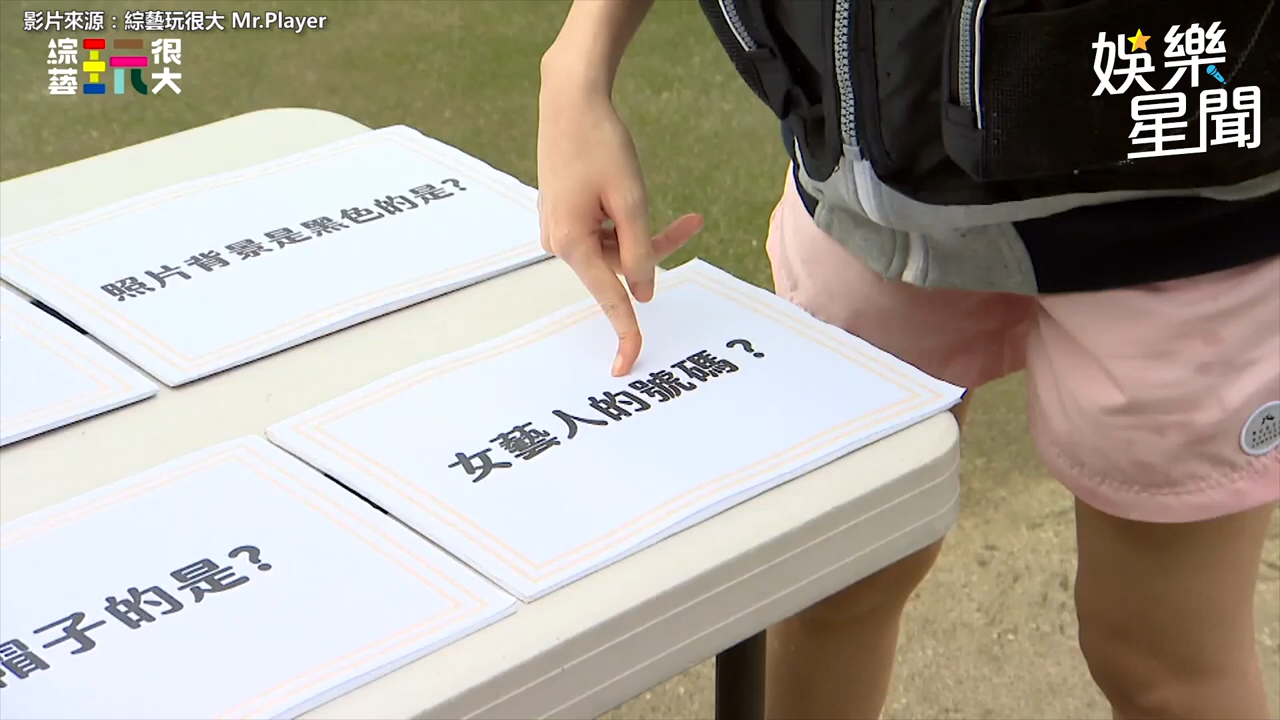 影片來源：綜藝玩很大 Mr.Player
綜藝玩很大
娛樂
星聞
照片背景是黑色的是?
女藝人的號碼？
帽子的是?